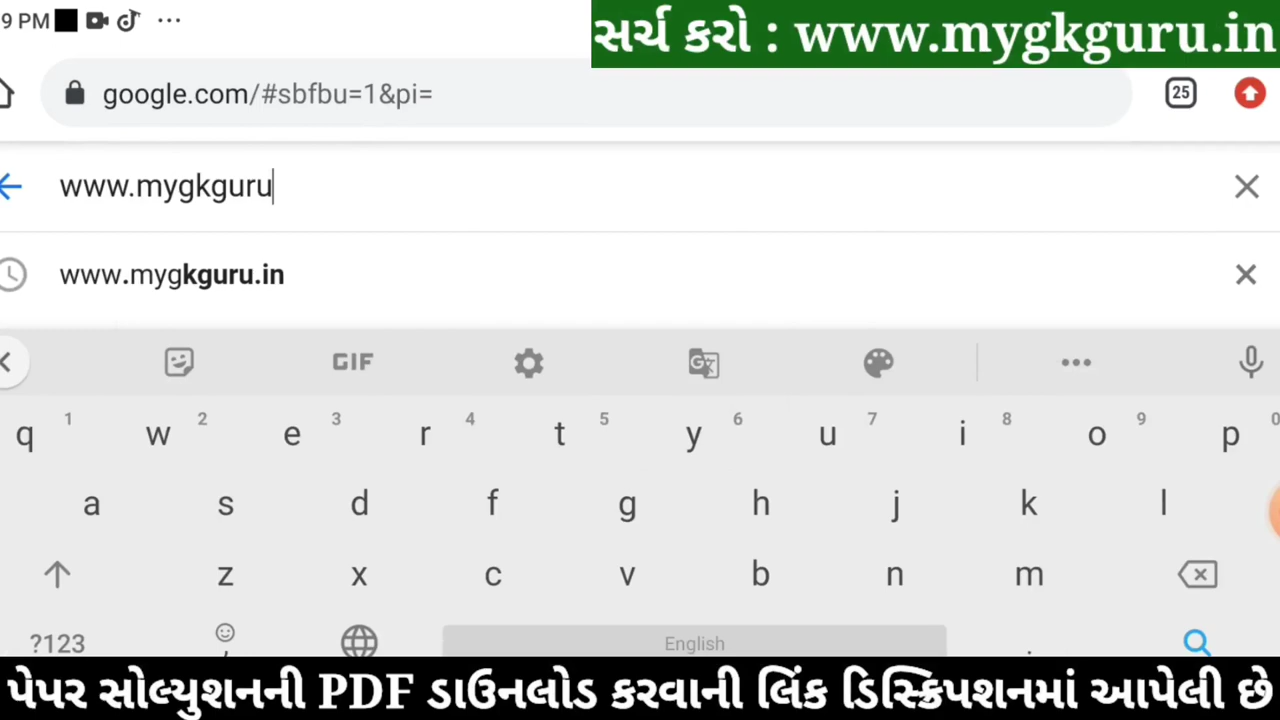 9 PM ...
સર્ચ કરો : www.mygkguru.in
google.com/#sbfbu=1&pi=
25
www.mygkguru
www.mygkguru.in
GIF
q 1 w 2 e 3 r 4 t 5 y 6 u 7 i 8 o 9 p 0
a s d f g h j k l
z x c v b n m
?123 , English .
પેપર સોલ્યુશનની PDF ડાઉનલોડ કરવાની લિંક ડિસ્ક્રિપશનમાં આપેલી છે